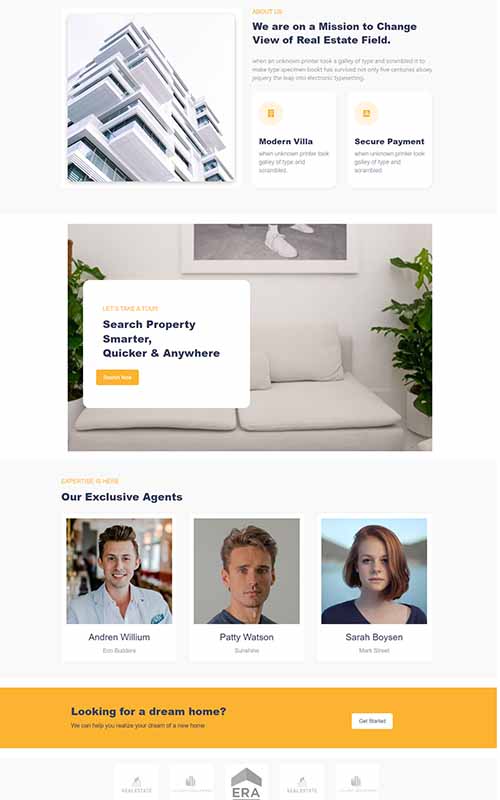 ABOUT US
We are on a Mission to Change
View of Real Estate Field.
when an unknown printer took a galley of type and scrambled it to
make type specimen bookt has survived not only five centuries alsoey
jequery the leap into electronic typesetting.
Modern Villa
when unknown printer took
galley of type and
scrambled.
Secure Payment
when unknown printer took
galley of type and
scrambled
LET'S TAKE A TOUR
Search Property
Smarter,
Quicker & Anywhere
Search Now
EXPERTISE IS HERE
Our Exclusive Agents
Andren Willium
Eco Builders
Patty Watson
Sunshine
Sarah Boysen
Mark Street
Looking for a dream home?
We can help you realize your dream of a new home
Get Started
REAL ESTATE
ERA
REAL ESTATE